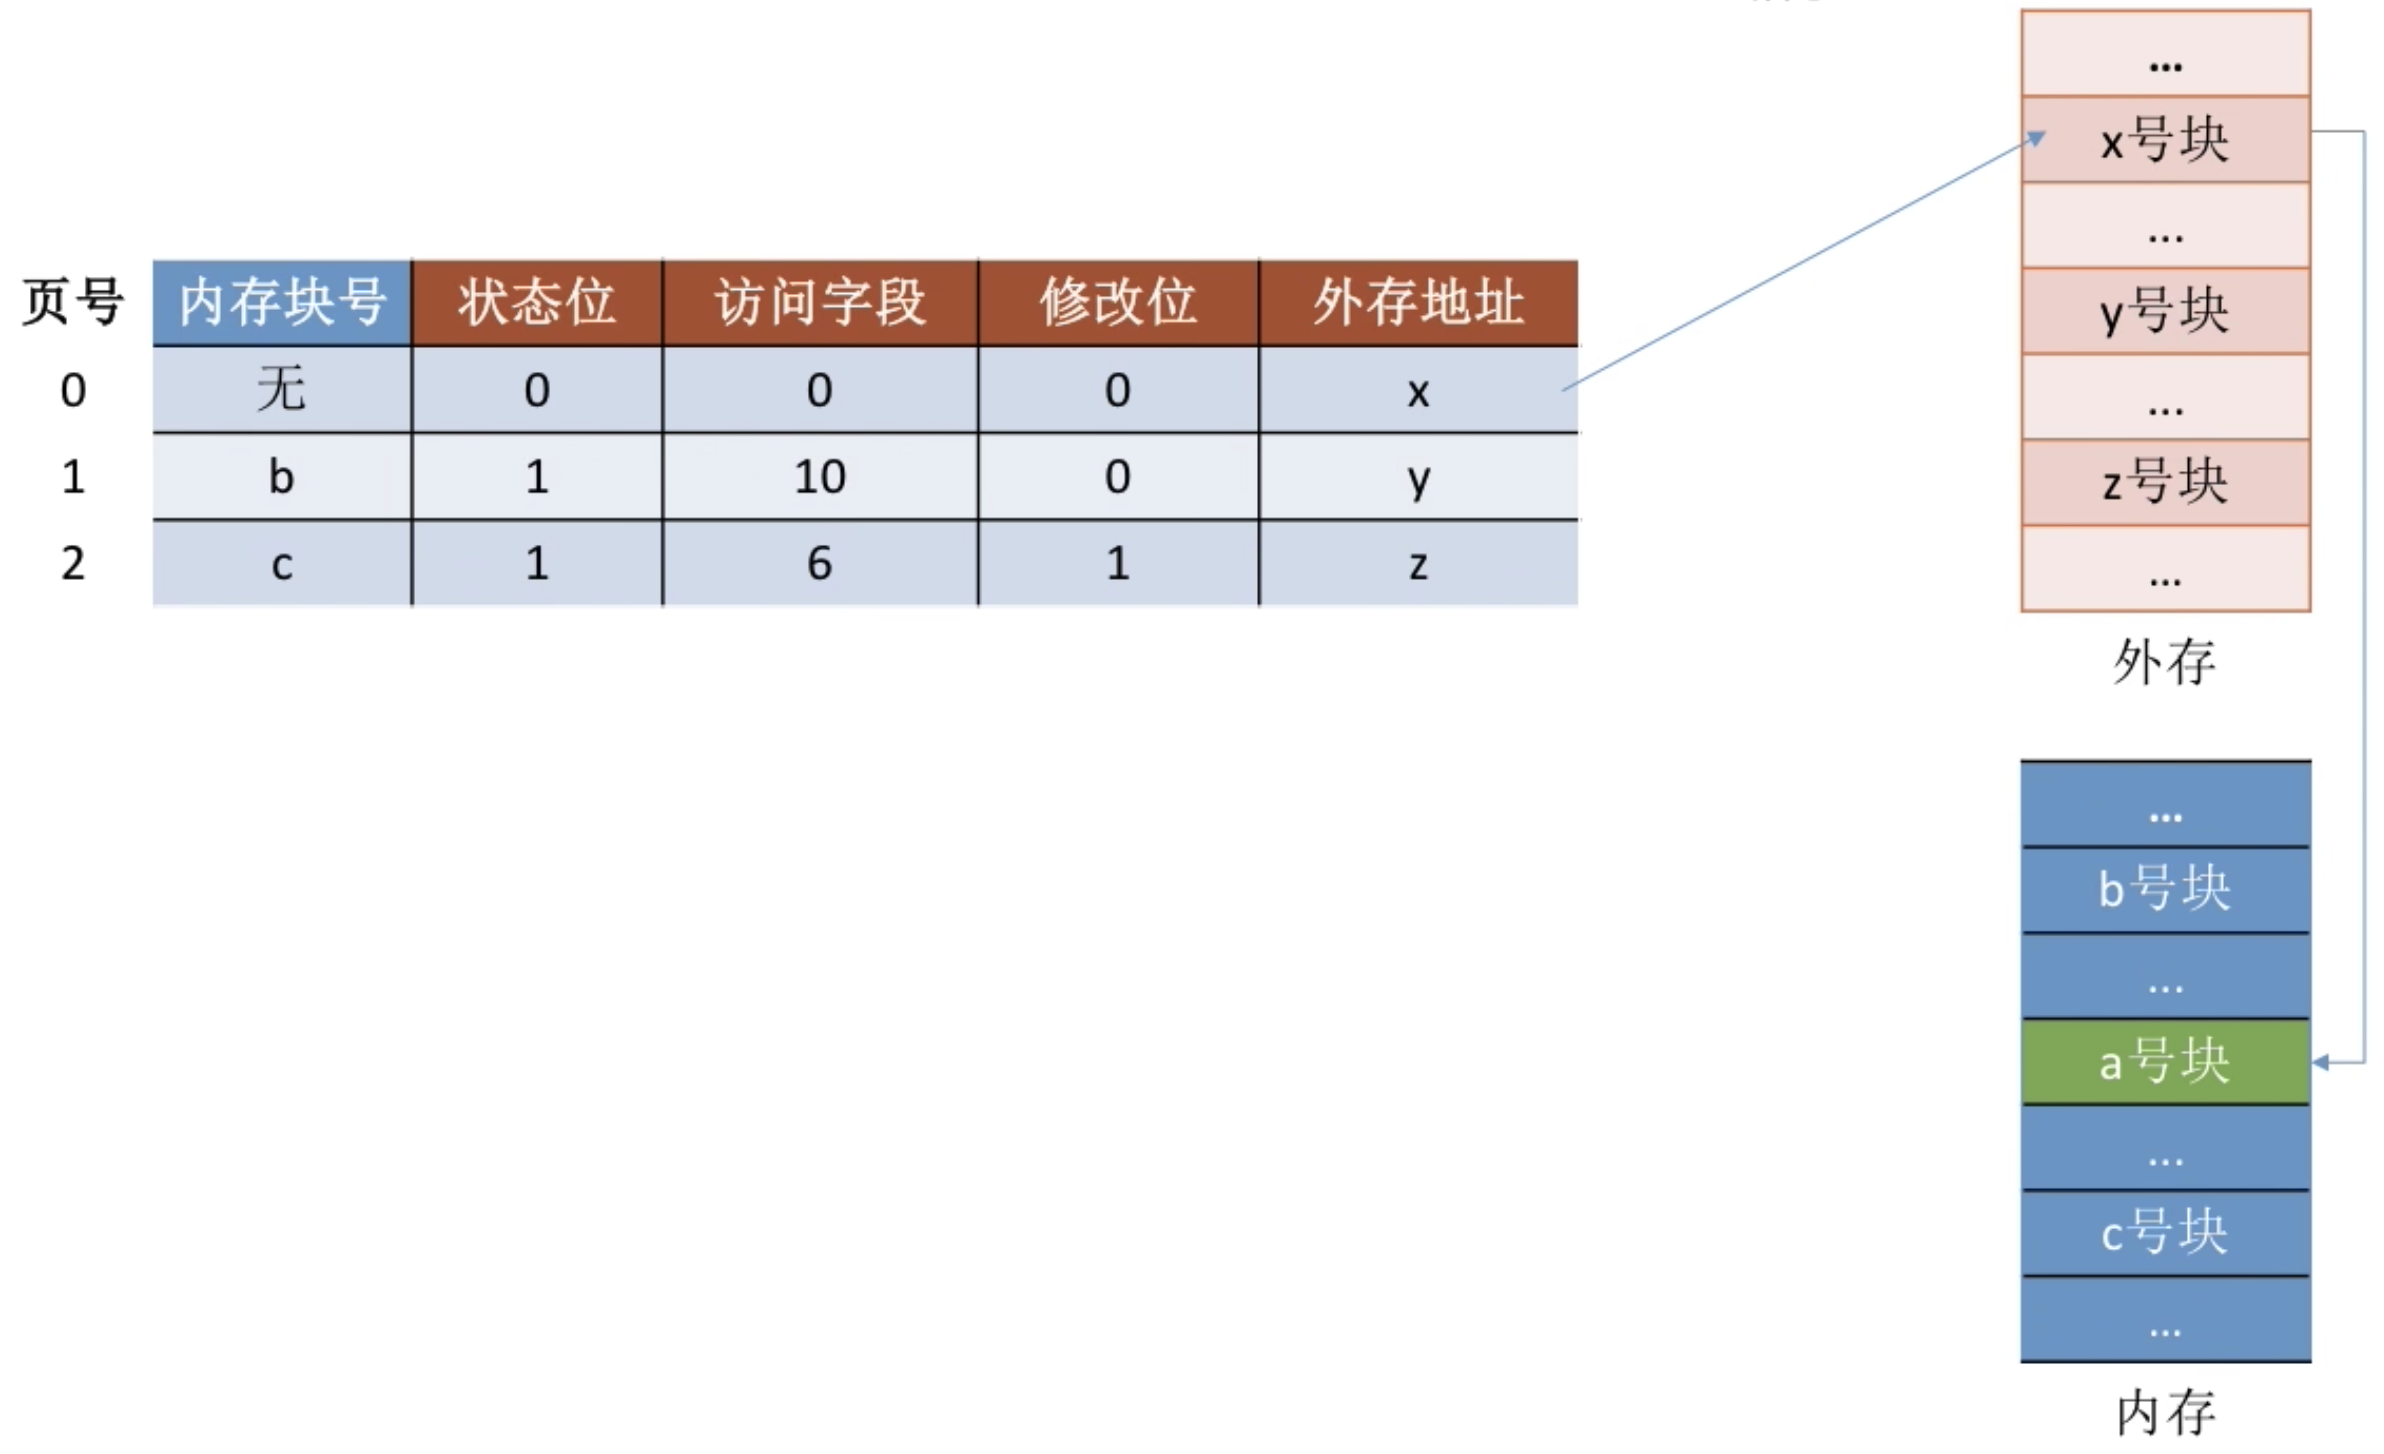 页号 内存块号 状态位 访问字段 修改位 外存地址
0 无 0 0 0 x
1 b 1 10 0 y
2 c 1 6 1 z
...
x号块
...
y号块
...
z号块
...
外存
...
b号块
...
a号块
...
c号块
...
内存